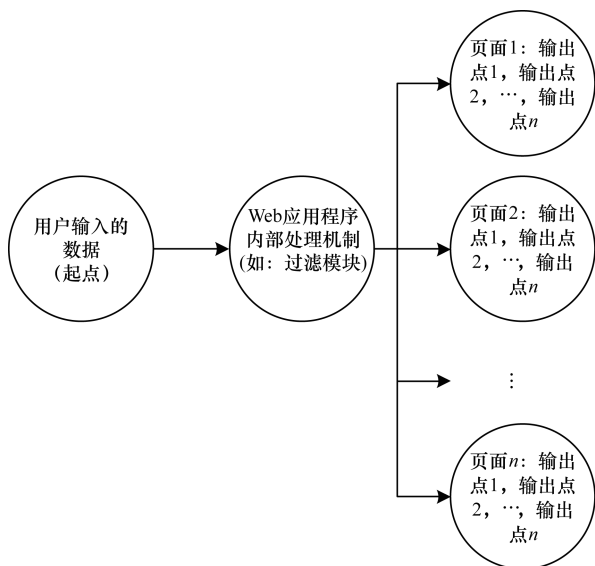 用户输入的
数据
（起点）
Web应用程序
内部处理机制
(如：过滤模块)
页面1：输出
点1，输出点
2，…，输出
点n
页面2：输出
点1，输出点
2，…，输出
点n
⋮
页面n：输出
点1，输出点
2，…，输出
点n